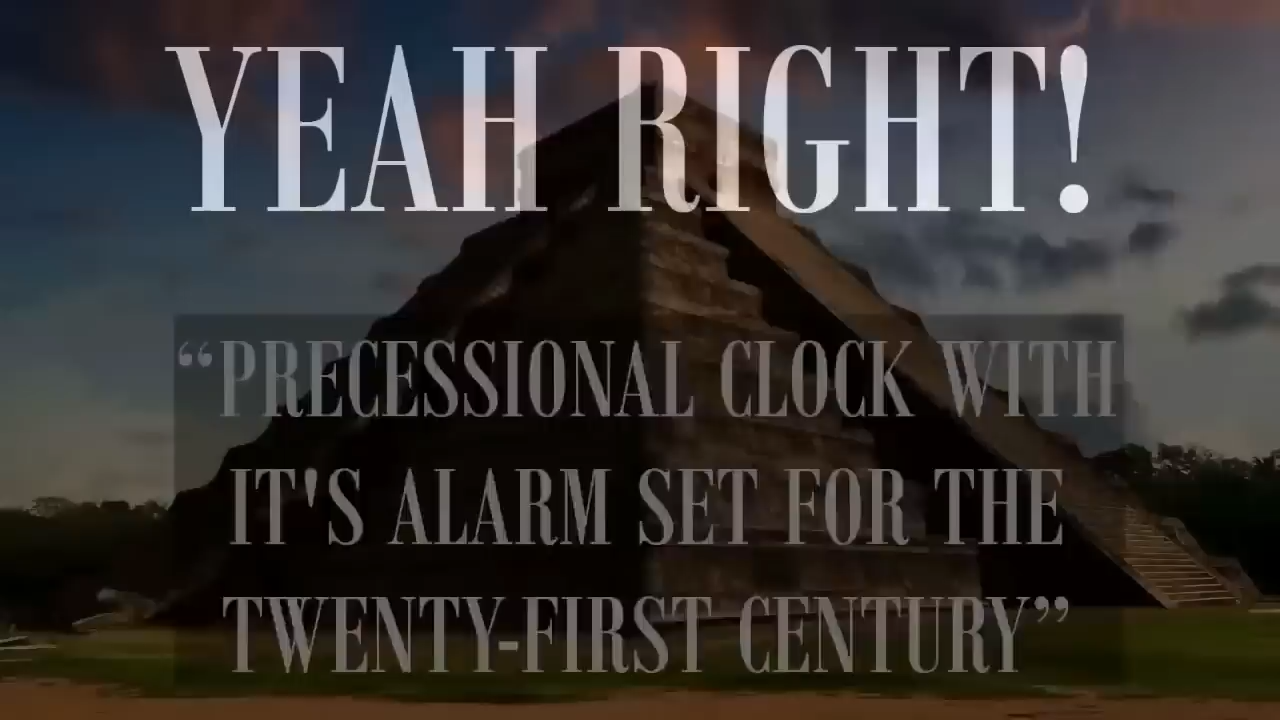 YEAH RIGHT!
“PRECESSIONAL CLOCK WITH
IT'S ALARM SET FOR THE
TWENTY-FIRST CENTURY”